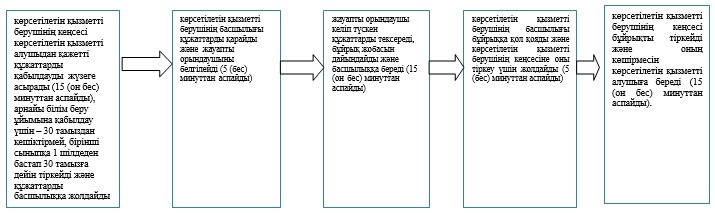 көрсетілетін қызметті
берушінің кеңсесі
көрсетілетін қызметті
алушыдан қажетті
құжаттарды
қабылдауды жүзеге
асырады (15 (он бес)
минуттан аспайды),
арнайы білім беру
ұйымына қабылдау
үшін – 30 тамыздан
кешіктірмей, бірінші
сыныпқа 1 шілдеден
бастап 30 тамызға
дейін тіркейді және
құжаттарды
басшылыққа жолдайды
көрсетілетін қызметті
берушінің басшылығы
құжаттарды қарайды
және жауапты
орындаушыны
белгілейді (5 (бес)
минуттан аспайды)
жауапты орындаушы
келіп түскен
құжаттарды тексереді,
бұйрық жобасын
дайындайды және
басшылыққа береді (15
(он бес) минуттан
аспайды)
көрсетілетін қызметті
берушінің басшылығы
бұйрыққа қол қояды және
көрсетілетін қызметті
берушінің кеңсесіне оны
тіркеу үшін жолдайды (5
(бес) минуттан аспайды)
көрсетілетін қызметті
берушінің кеңсесі
бұйрықты тіркейді
және оның
көшірмесін
көрсетілетін қызметті
алушыға береді (15
(он бес) минуттан
аспайды).